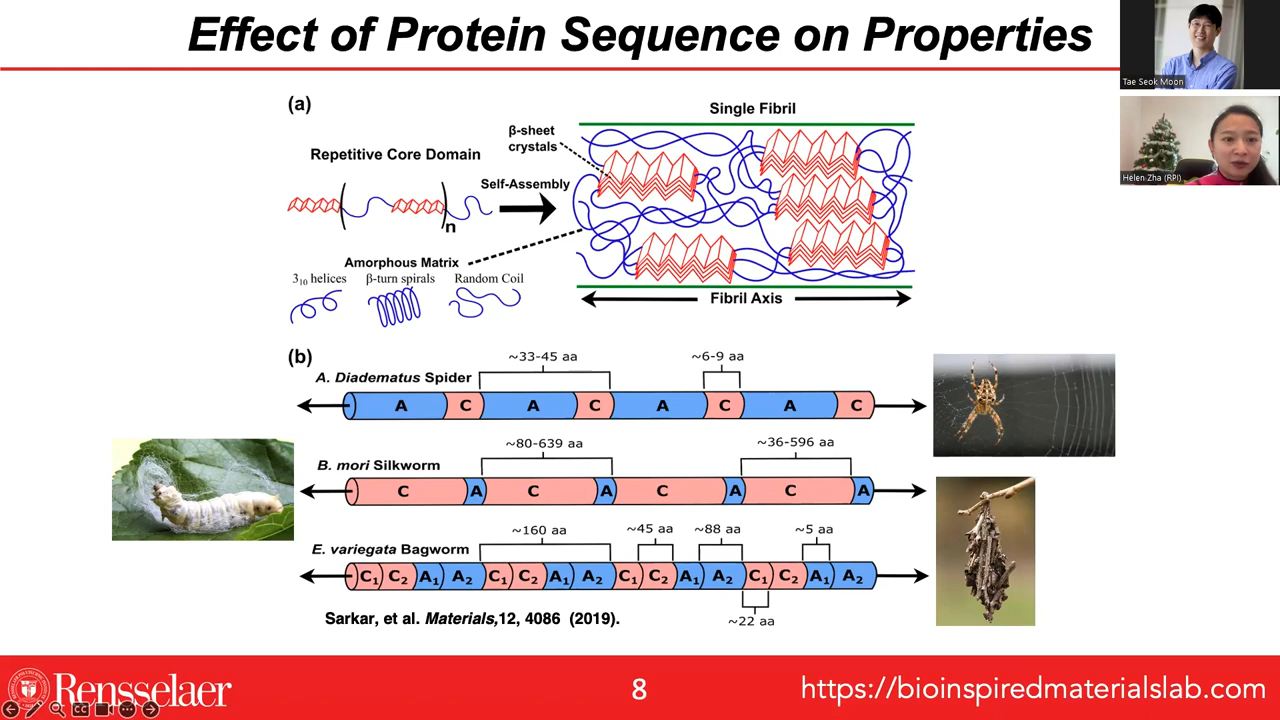 Effect of Protein Sequence on Properties
Tae Seok Moon
Helen Zha (RPI)
(a)
Single Fibril
β-sheet
crystals
Repetitive Core Domain
Self-Assembly
n
Amorphous Matrix
3₁₀ helices
β-turn spirals
Random Coil
Fibril Axis
(b)
~33-45 aa
~6-9 aa
A. Diadematus Spider
A C A C A C A C
~80-639 aa
~36-596 aa
B. mori Silkworm
C A C A C A C A
~160 aa
~45 aa
~88 aa
~5 aa
E. variegata Bagworm
C₁ C₂ A₁ A₂ C₁ C₂ A₁ A₂ C₁ C₂ A₁ A₂ C₁ C₂ A₁ A₂
~22 aa
Sarkar, et al. Materials,12, 4086 (2019).
Rensselaer
8
https://bioinspiredmaterialslab.com
CC